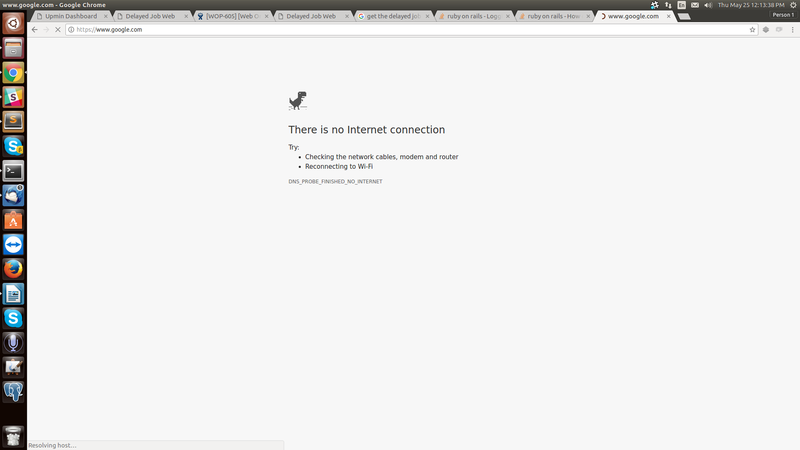 www.google.com - Google Chrome
En
Thu May 25 12:13:38 PM
Upmin Dashboard
Delayed Job Web
[WOP-605] [Web C
Delayed Job Web
get the delayed jo
ruby on rails - Logg
ruby on rails - How
www.google.com
Person 1
https://www.google.com
There is no Internet connection
Try:
Checking the network cables, modem and router
Reconnecting to Wi-Fi
DNS_PROBE_FINISHED_NO_INTERNET
Resolving host...